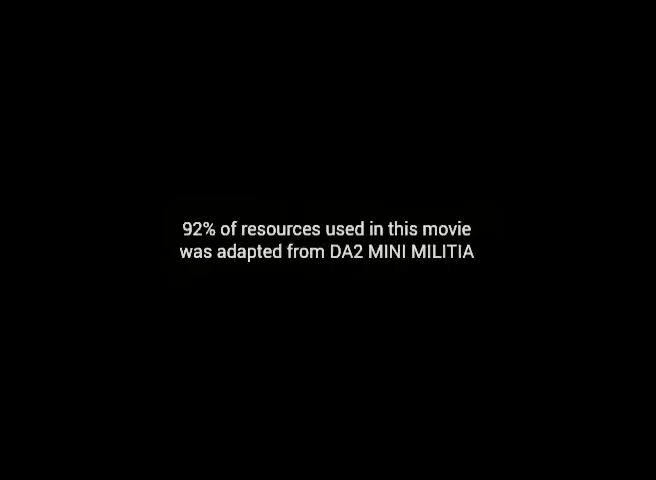 92% of resources used in this movie
was adapted from DA2 MINI MILITIA